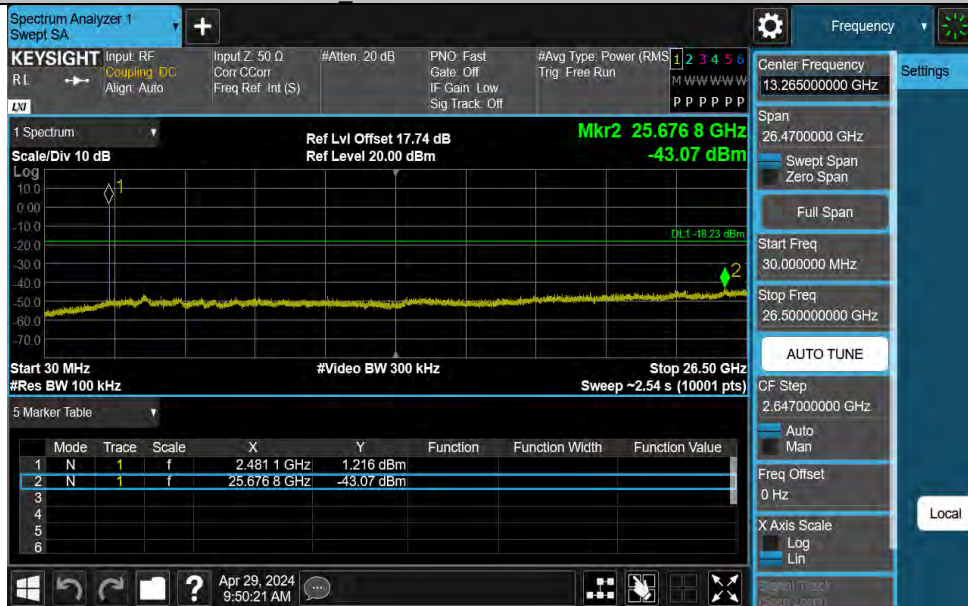 Spectrum Analyzer 1
Swept SA
+
Frequency
KEYSIGHT
RL
LXI
Input: RF
Coupling: DC
Align: Auto
Input Z: 50 Ω
Corr CCorr
Freq Ref: Int (S)
#Atten: 20 dB
PNO: Fast
Gate: Off
IF Gain: Low
Sig Track: Off
#Avg Type: Power (RMS
Trig: Free Run
1 2 3 4 5 6
M W W W W W
P P P P P P
1 Spectrum
Scale/Div 10 dB
Ref Lvl Offset 17.74 dB
Ref Level 20.00 dBm
Mkr2 25.676 8 GHz
-43.07 dBm
Log
10.0
0.00
-10.0
-20.0
-30.0
-40.0
-50.0
-60.0
-70.0
1
DL1 -18.23 dBm
2
Start 30 MHz
#Video BW 300 kHz
Stop 26.50 GHz
#Res BW 100 kHz
Sweep ~2.54 s (10001 pts)
5 Marker Table
Mode Trace Scale X Y Function Function Width Function Value
1 N 1 f 2.481 1 GHz 1.216 dBm
2 N 1 f 25.676 8 GHz -43.07 dBm
3
4
5
6
?
Apr 29, 2024
9:50:21 AM
Center Frequency
13.265000000 GHz
Span
26.4700000 GHz
Swept Span
Zero Span
Full Span
Start Freq
30.000000 MHz
Stop Freq
26.500000000 GHz
AUTO TUNE
CF Step
2.647000000 GHz
Auto
Man
Freq Offset
0 Hz
X Axis Scale
Log
Lin
Signal Track
Settings
Local